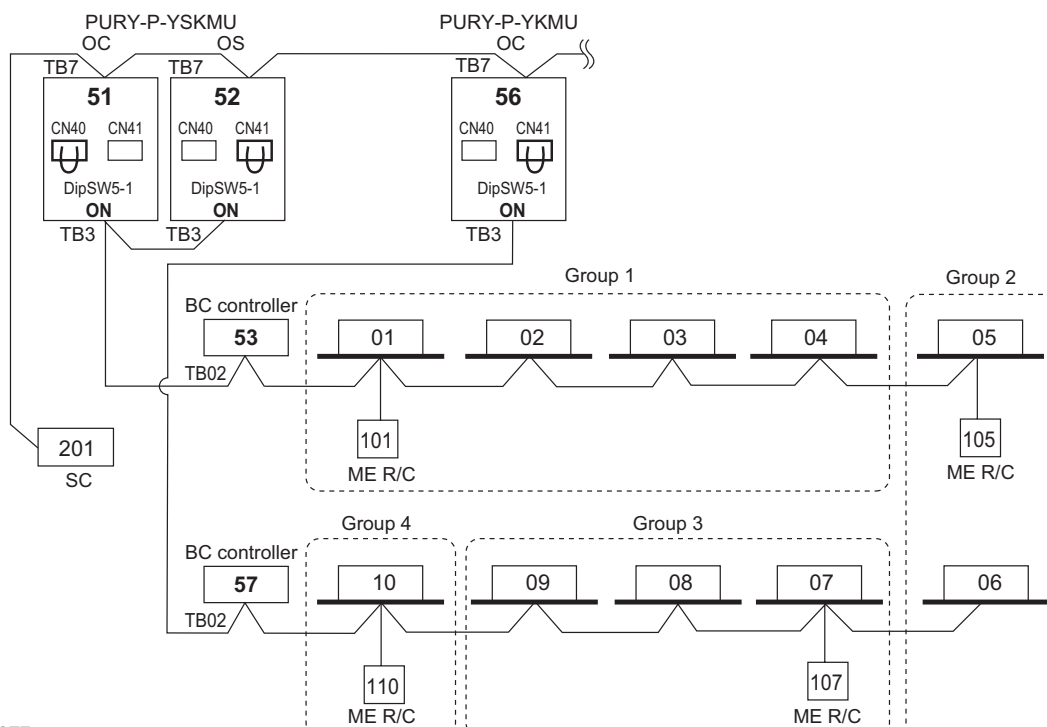 PURY-P-YSKMU
PURY-P-YKMU
OC
OS
OC
TB7
TB7
TB7
51
52
56
CN40
CN41
CN40
CN41
CN40
CN41
DipSW5-1
DipSW5-1
DipSW5-1
ON
ON
ON
TB3
TB3
TB3
Group 1
Group 2
BC controller
53
01
02
03
04
05
TB02
201
SC
101
ME R/C
105
ME R/C
Group 4
Group 3
BC controller
57
10
09
08
07
06
TB02
110
ME R/C
107
ME R/C